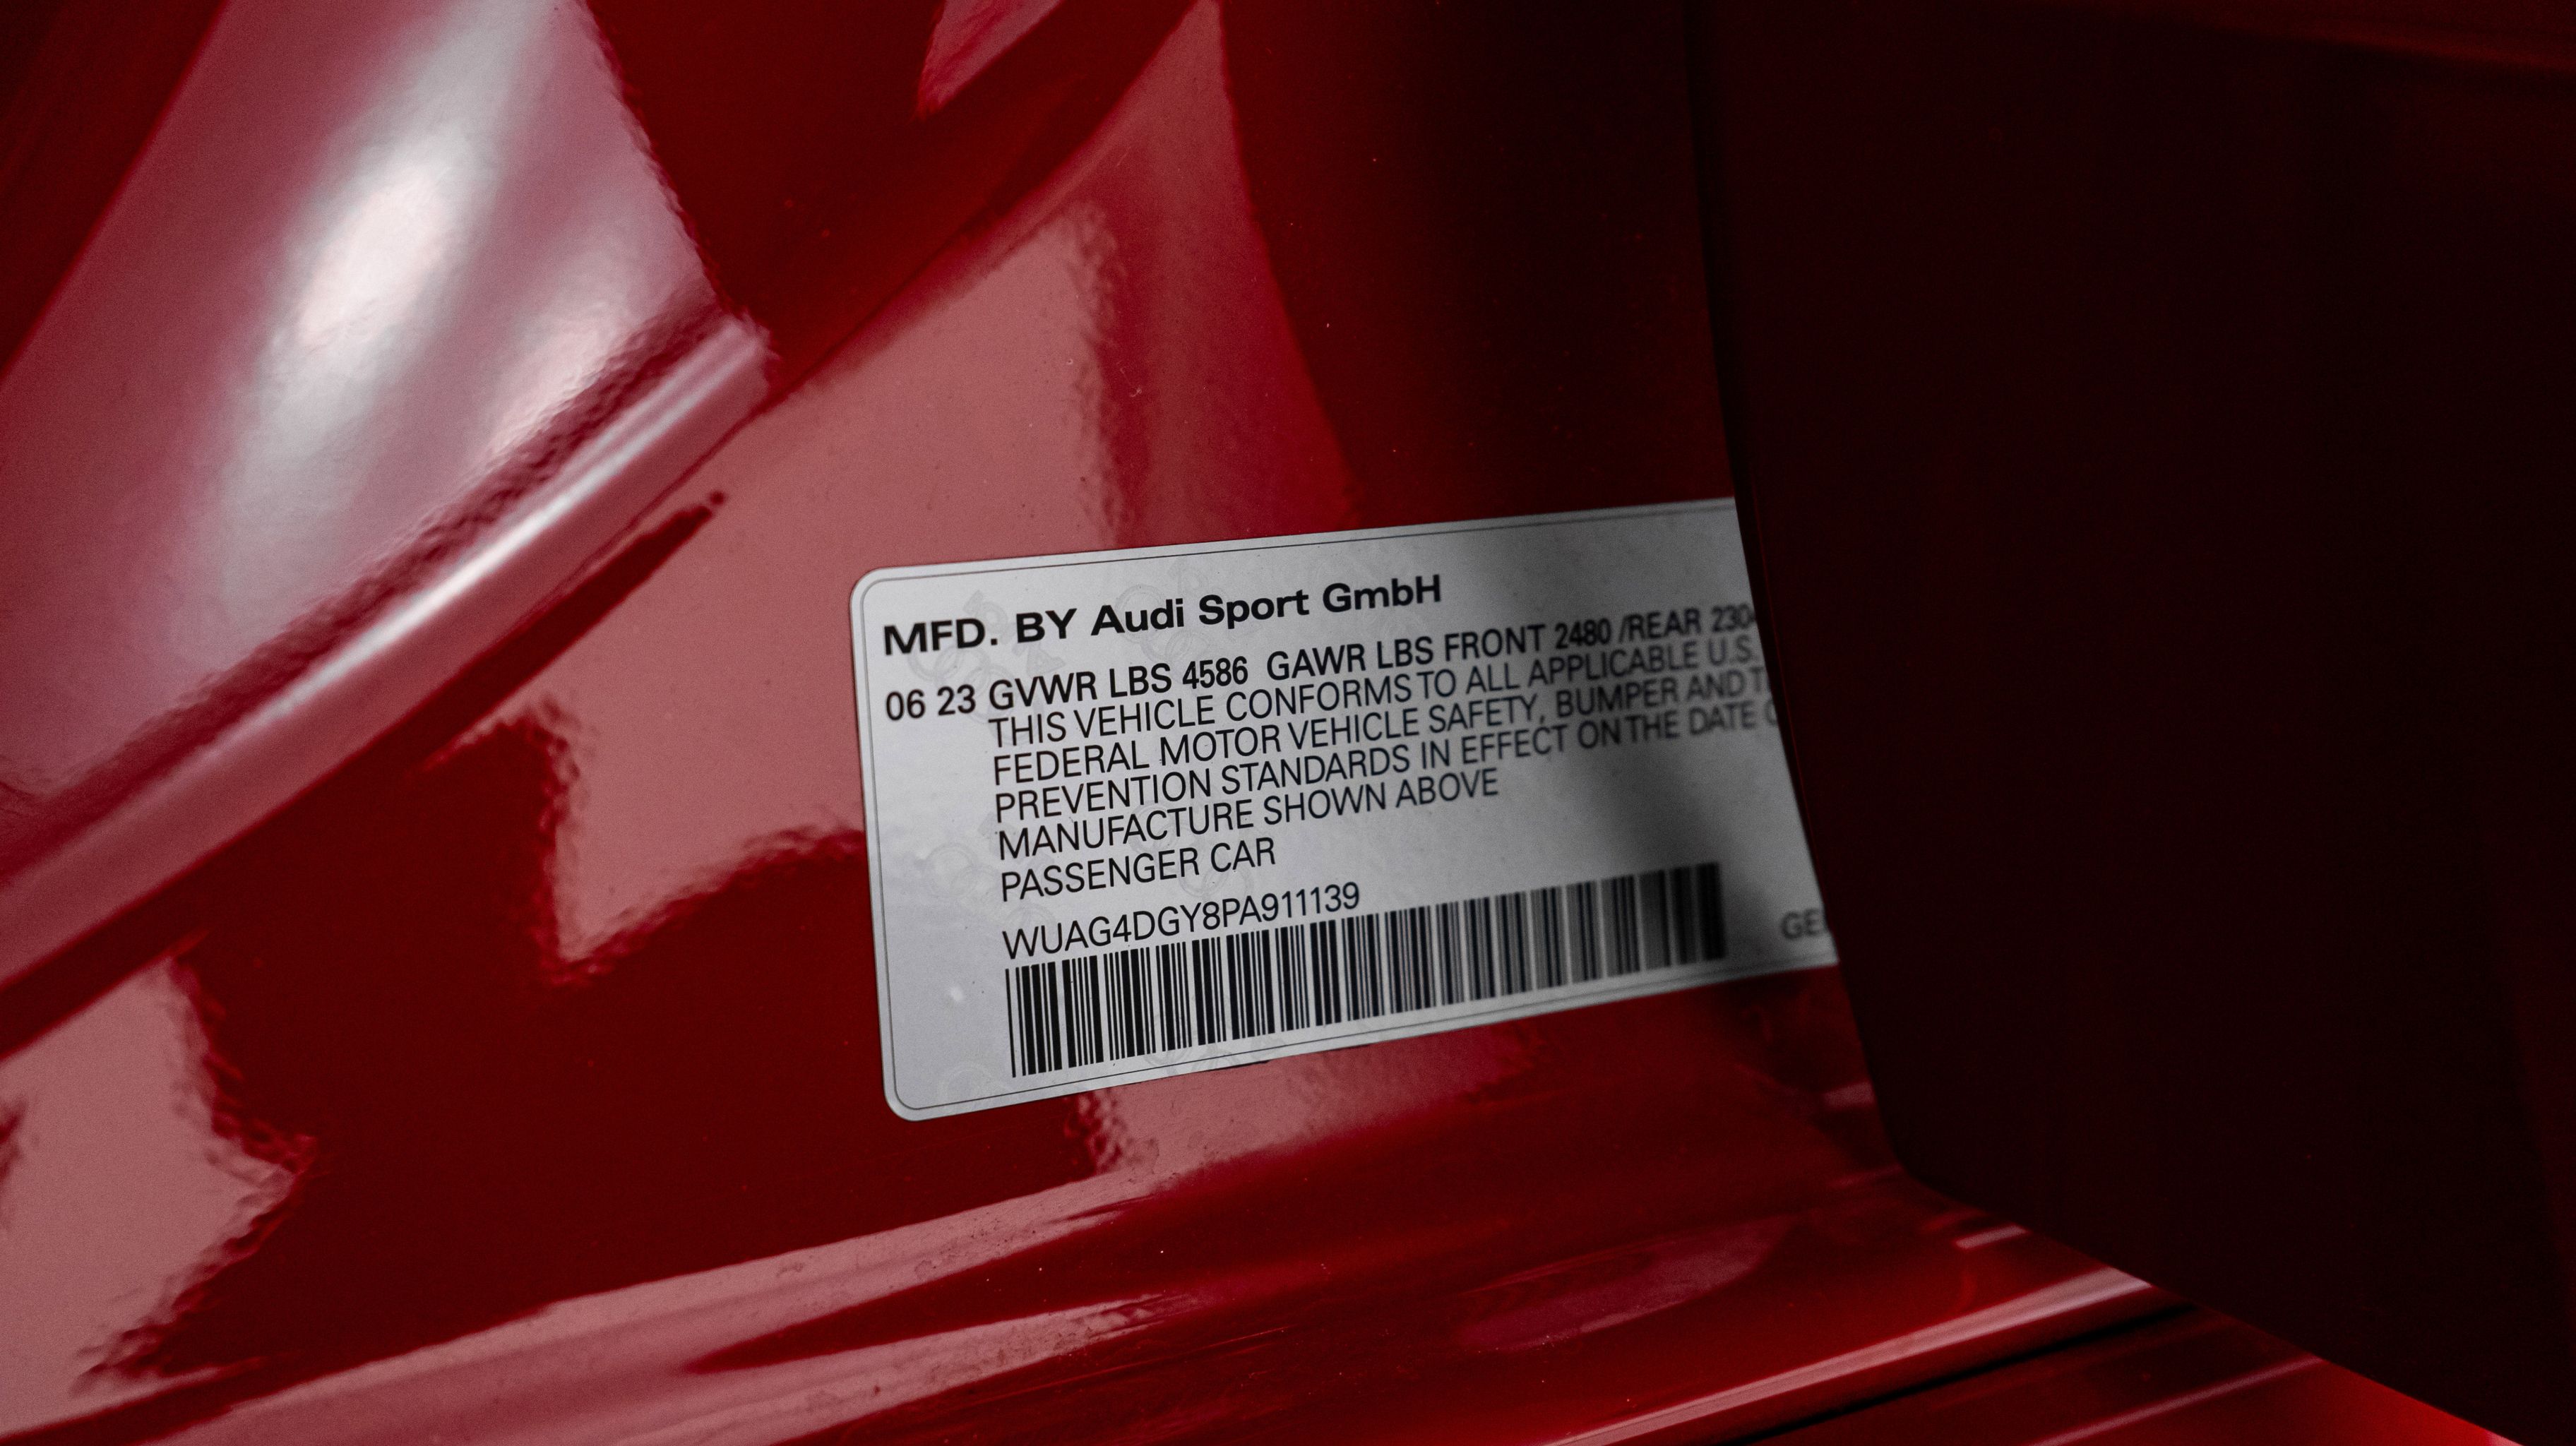 MFD. BY Audi Sport GmbH
06 23 GVWR LBS 4586 GAWR LBS FRONT 2480 /REAR 230
THIS VEHICLE CONFORMS TO ALL APPLICABLE U.S.
FEDERAL MOTOR VEHICLE SAFETY, BUMPER AND T
PREVENTION STANDARDS IN EFFECT ON THE DATE
MANUFACTURE SHOWN ABOVE
PASSENGER CAR
WUAG4DGY8PA911139
GE